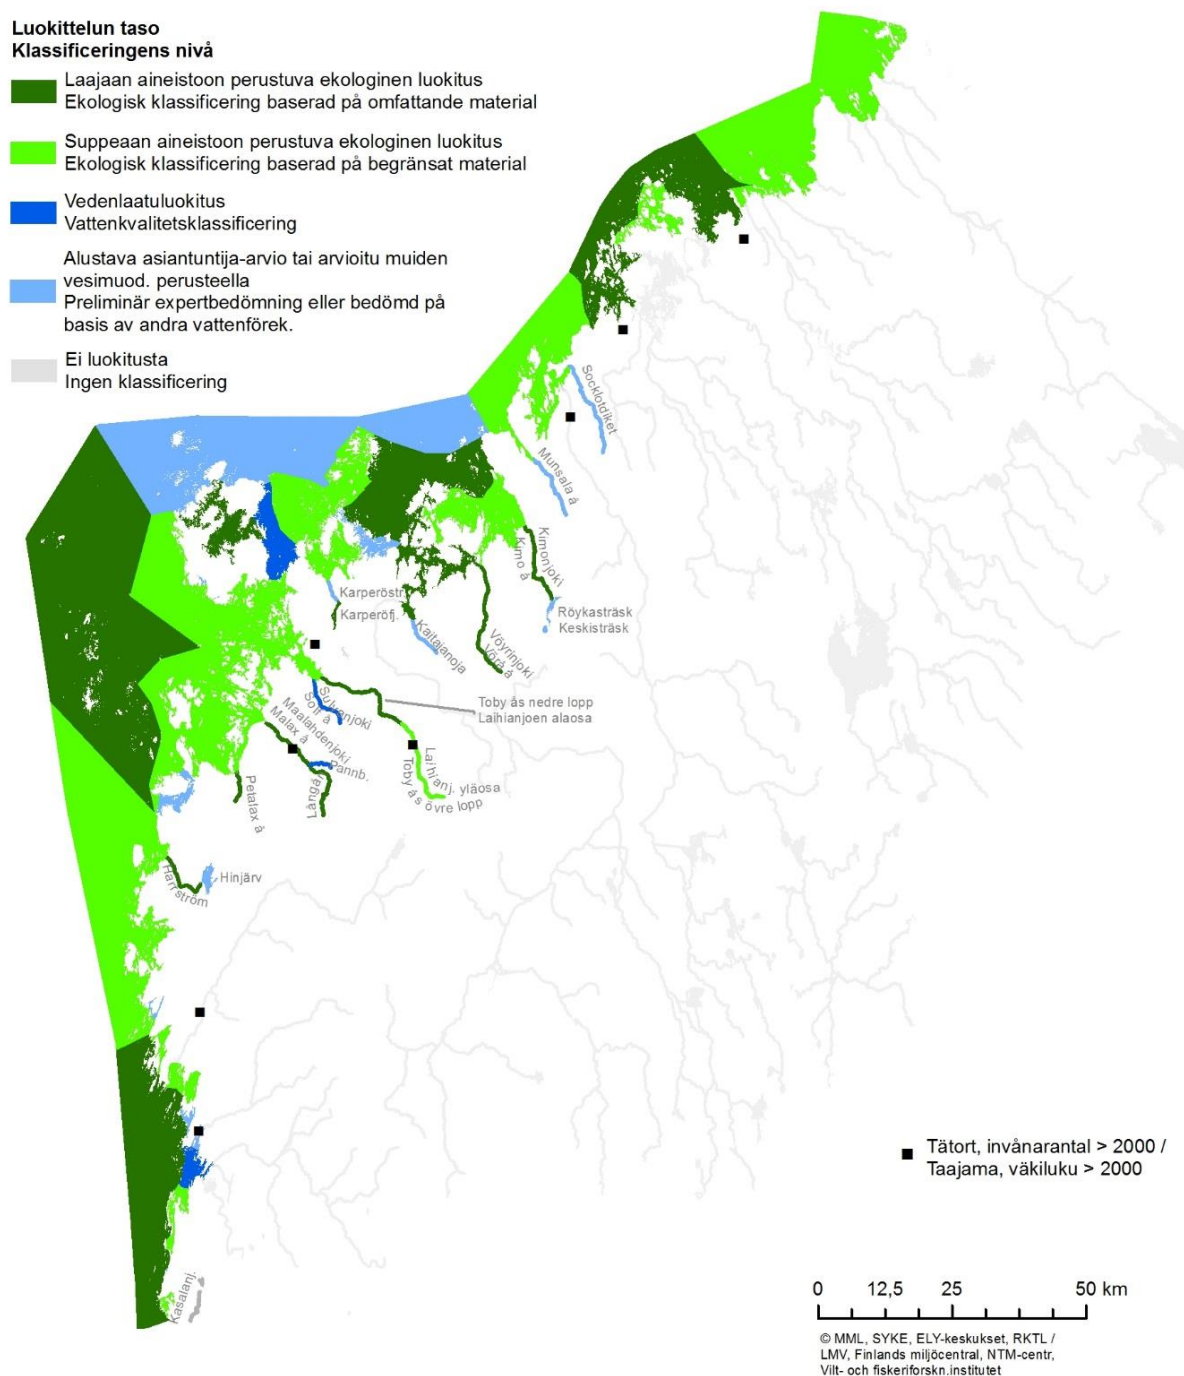 Luokittelun taso
Klassificeringens nivå
Laajaan aineistoon perustuva ekologinen luokitus
Ekologisk klassificering baserad på omfattande material
Suppeaan aineistoon perustuva ekologinen luokitus
Ekologisk klassificering baserad på begränsat material
Vedenlaatuluokitus
Vattenkvalitetsklassificering
Alustava asiantuntija-arvio tai arvioitu muiden
vesimuod. perusteella
Preliminär expertbedömning eller bedömd på
basis av andra vattenförek.
Ei luokitusta
Ingen klassificering
Socklotdiket
Munsala å
Kimonjoki
Kimo å
Röykasträsk
Keskisträsk
Karperöstr.
Karperöfj.
Kaitajanoja
Vöyrinjoki
Vörå å
Toby ås nedre lopp
Laihianjoen alaosa
Sulvanjoki
Solf å
Maalahdenjoki
Malax å
Pannb.
Långå
Laihianj. yläosa
Toby ås övre lopp
Petalax å
Harrström
Hinjärv
Kasalanj.
Tätort, invånarantal > 2000 /
Taajama, väkiluku > 2000
0 12,5 25 50 km
© MML, SYKE, ELY-keskukset, RKTL /
LMV, Finlands miljöcentral, NTM-centr,
Vilt- och fiskeriforskn.institutet